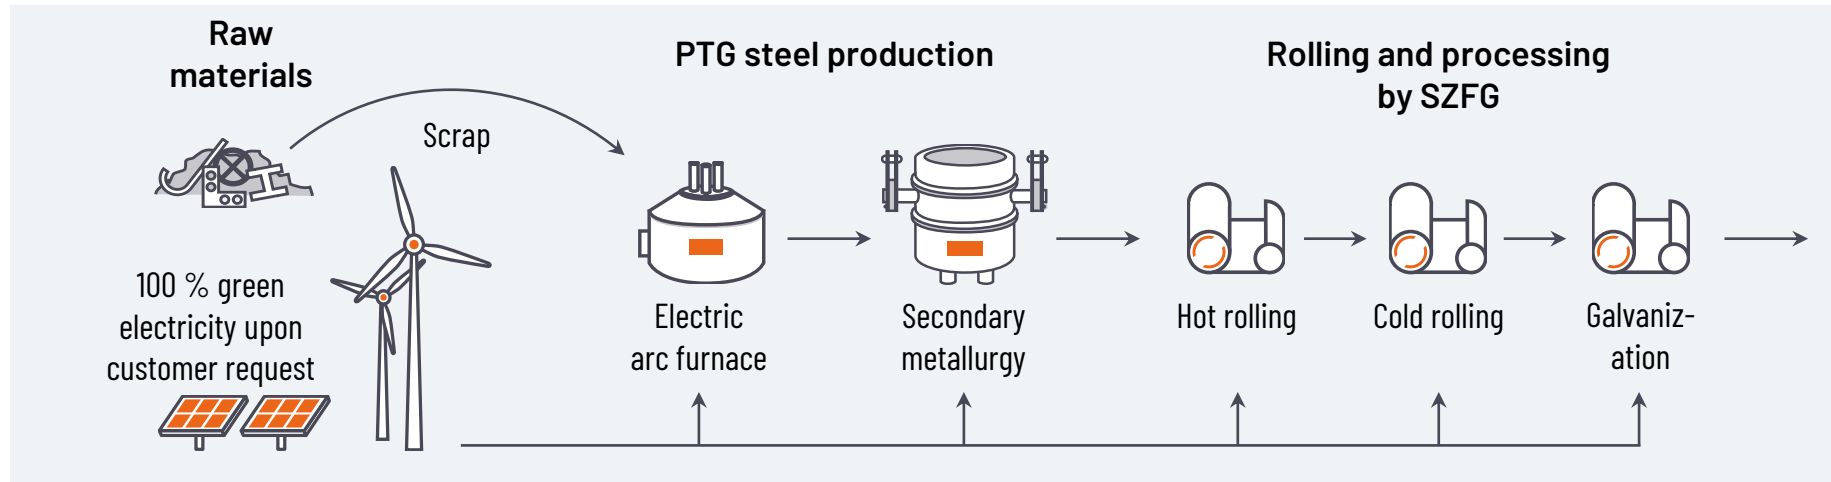 Raw
materials
PTG steel production
Rolling and processing
by SZFG
Scrap
100 % green
electricity upon
customer request
Electric
arc furnace
Secondary
metallurgy
Hot rolling
Cold rolling
Galvaniz-
ation